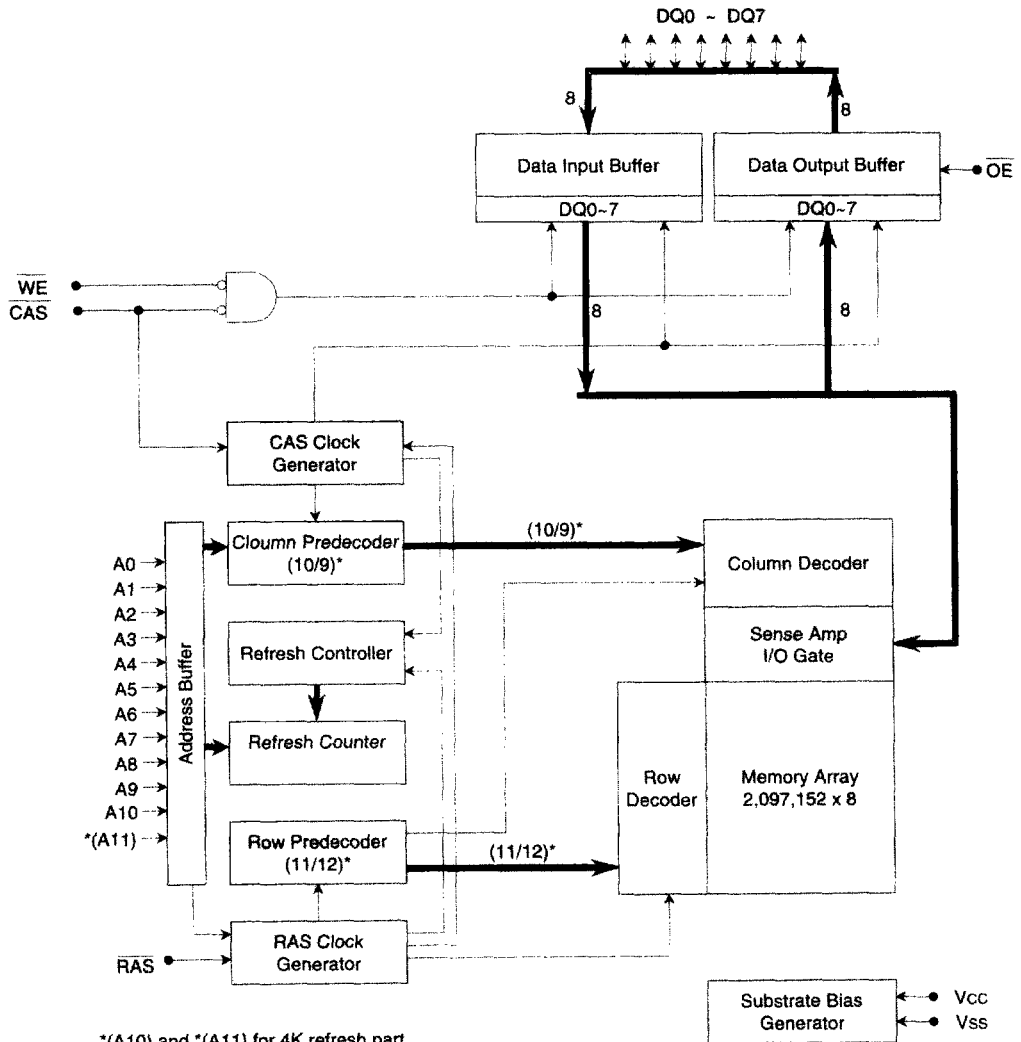 DQ0 ~ DQ7
8
8
Data Input Buffer
Data Output Buffer
OE
DQ0~7
DQ0~7
WE
CAS
8
8
CAS Clock
Generator
Cloumn Predecoder
(10/9)*
(10/9)*
Column Decoder
A0
A1
A2
A3
A4
A5
A6
A7
A8
A9
A10
*(A11)
Address Buffer
Refresh Controller
Sense Amp
I/O Gate
Refresh Counter
Row
Decoder
Memory Array
2,097,152 x 8
Row Predecoder
(11/12)*
(11/12)*
RAS Clock
Generator
RAS
Substrate Bias
Generator
Vcc
Vss
*(A10) and *(A11) for 4K refresh part